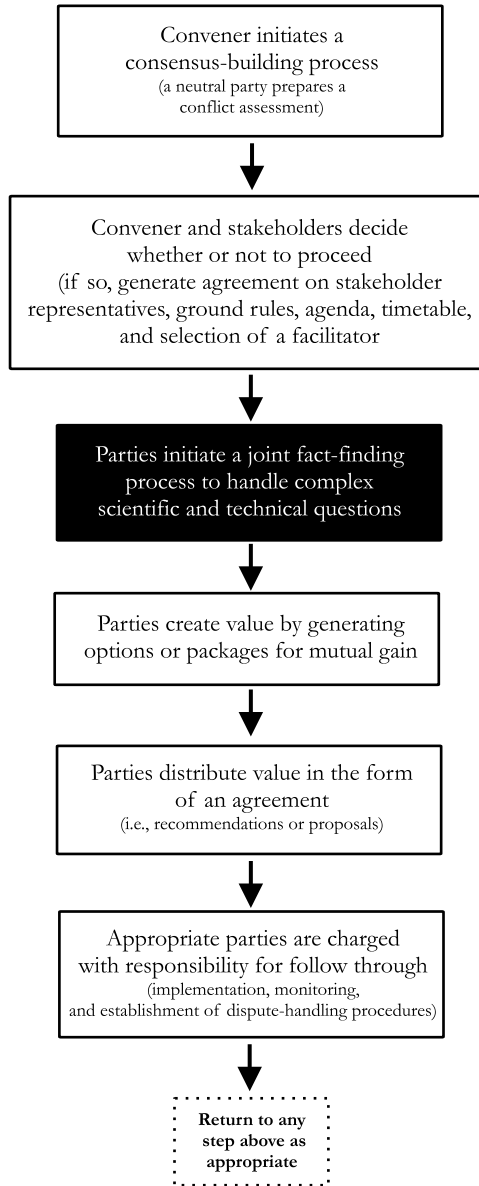 Convener initiates a
consensus-building process
(a neutral party prepares a
conflict assessment)
Convener and stakeholders decide
whether or not to proceed
(if so, generate agreement on stakeholder
representatives, ground rules, agenda, timetable,
and selection of a facilitator
Parties initiate a joint fact-finding
process to handle complex
scientific and technical questions
Parties create value by generating
options or packages for mutual gain
Parties distribute value in the form
of an agreement
(i.e., recommendations or proposals)
Appropriate parties are charged
with responsibility for follow through
(implementation, monitoring,
and establishment of dispute-handling procedures)
Return to any
step above as
appropriate